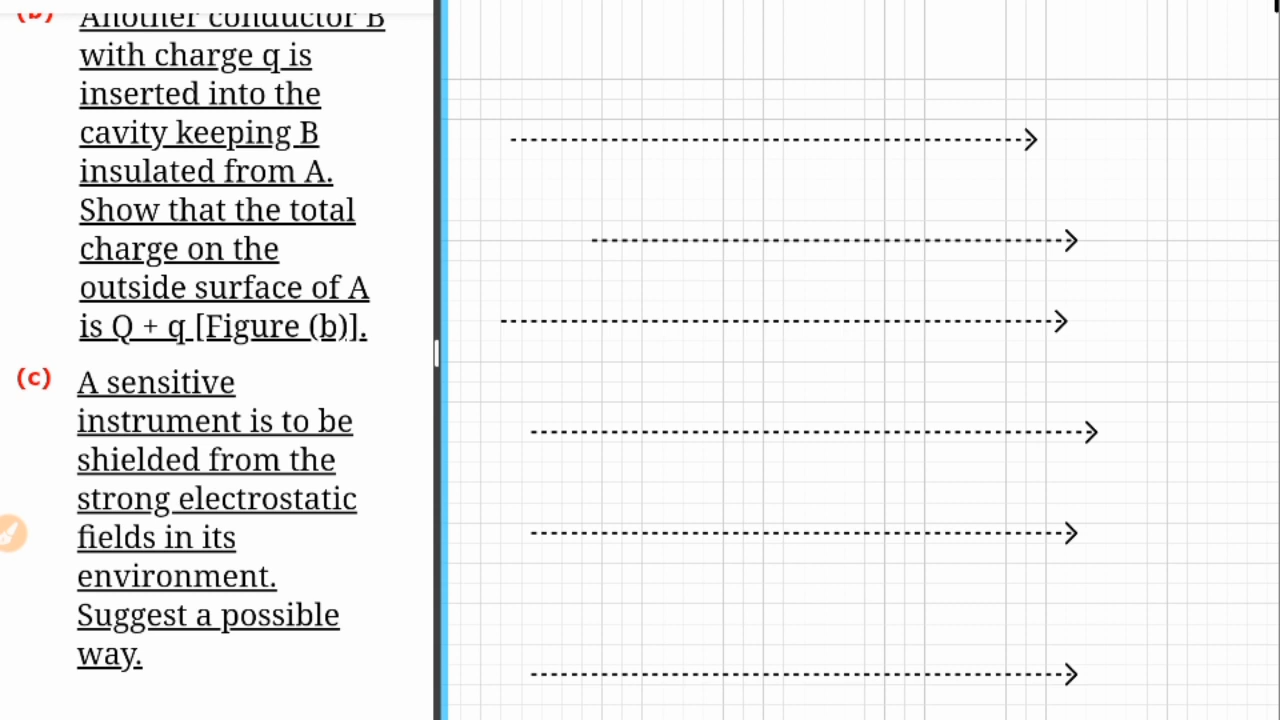 (b) Another conductor B
with charge q is
inserted into the
cavity keeping B
insulated from A.
Show that the total
charge on the
outside surface of A
is Q + q [Figure (b)].
(c) A sensitive
instrument is to be
shielded from the
strong electrostatic
fields in its
environment.
Suggest a possible
way.